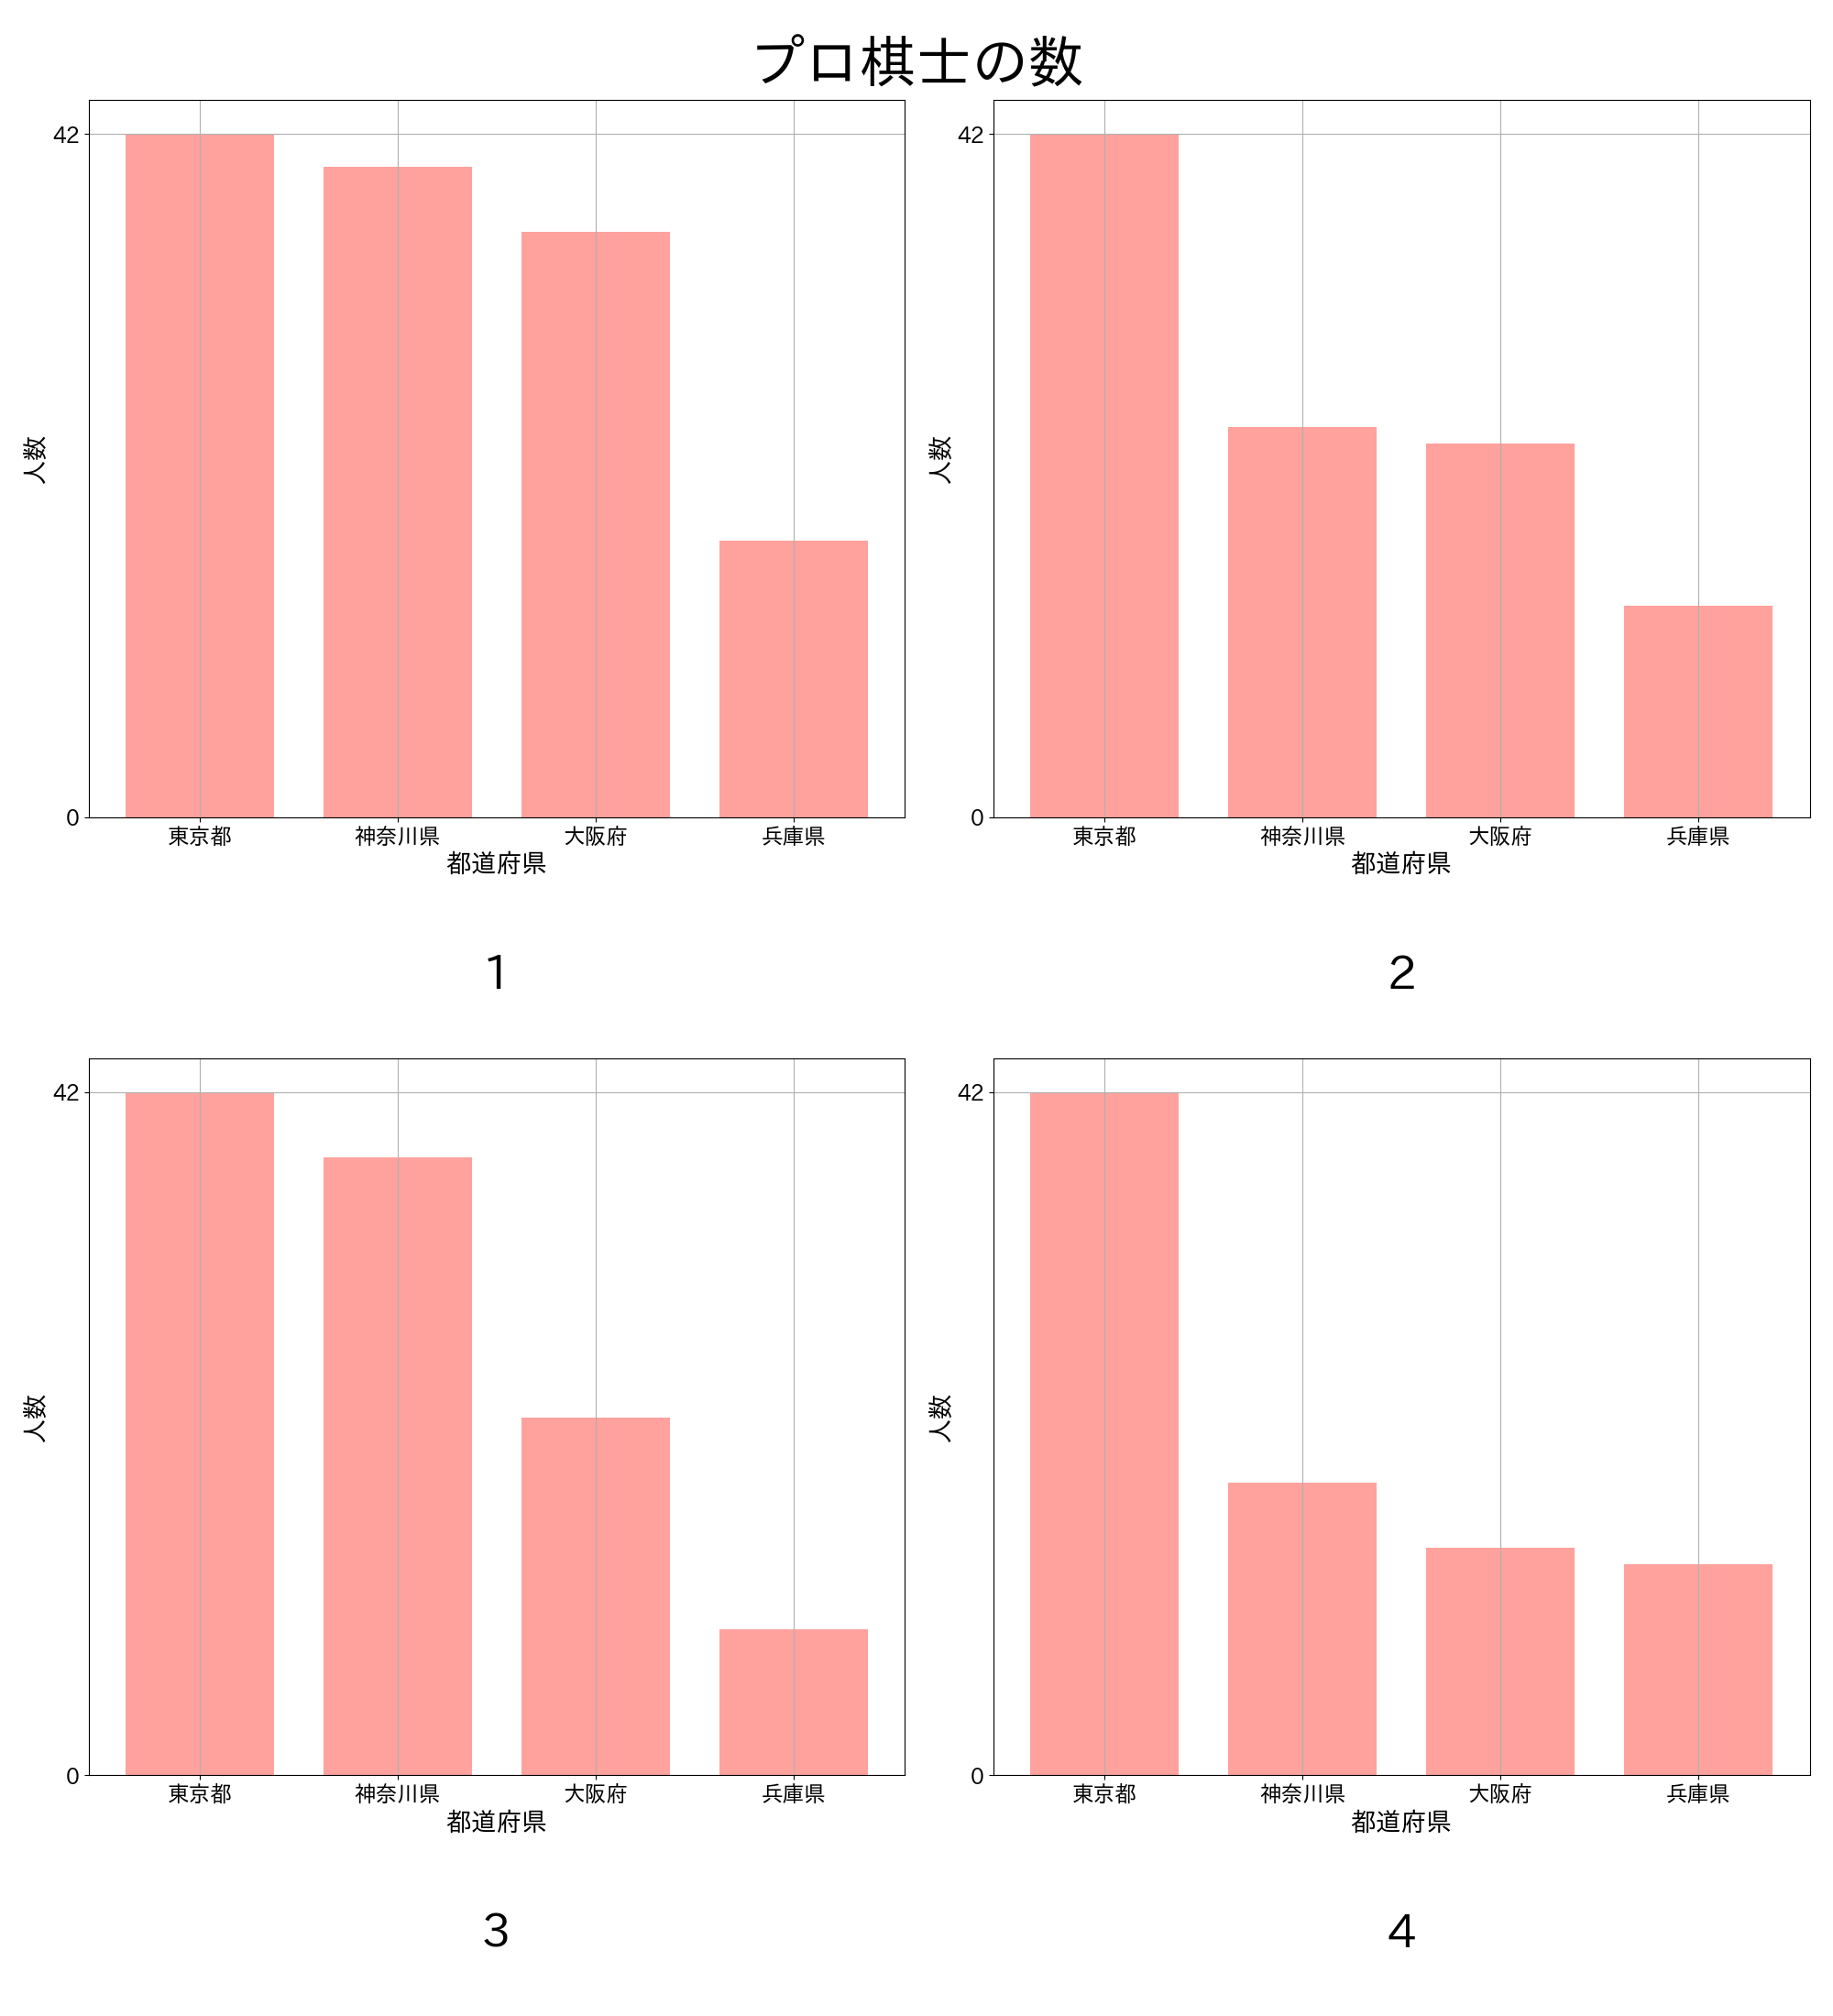 プロ棋士の数
42
0
人数
東京都 神奈川県 大阪府 兵庫県
都道府県
1
42
0
人数
東京都 神奈川県 大阪府 兵庫県
都道府県
2
42
0
人数
東京都 神奈川県 大阪府 兵庫県
都道府県
3
42
0
人数
東京都 神奈川県 大阪府 兵庫県
都道府県
4